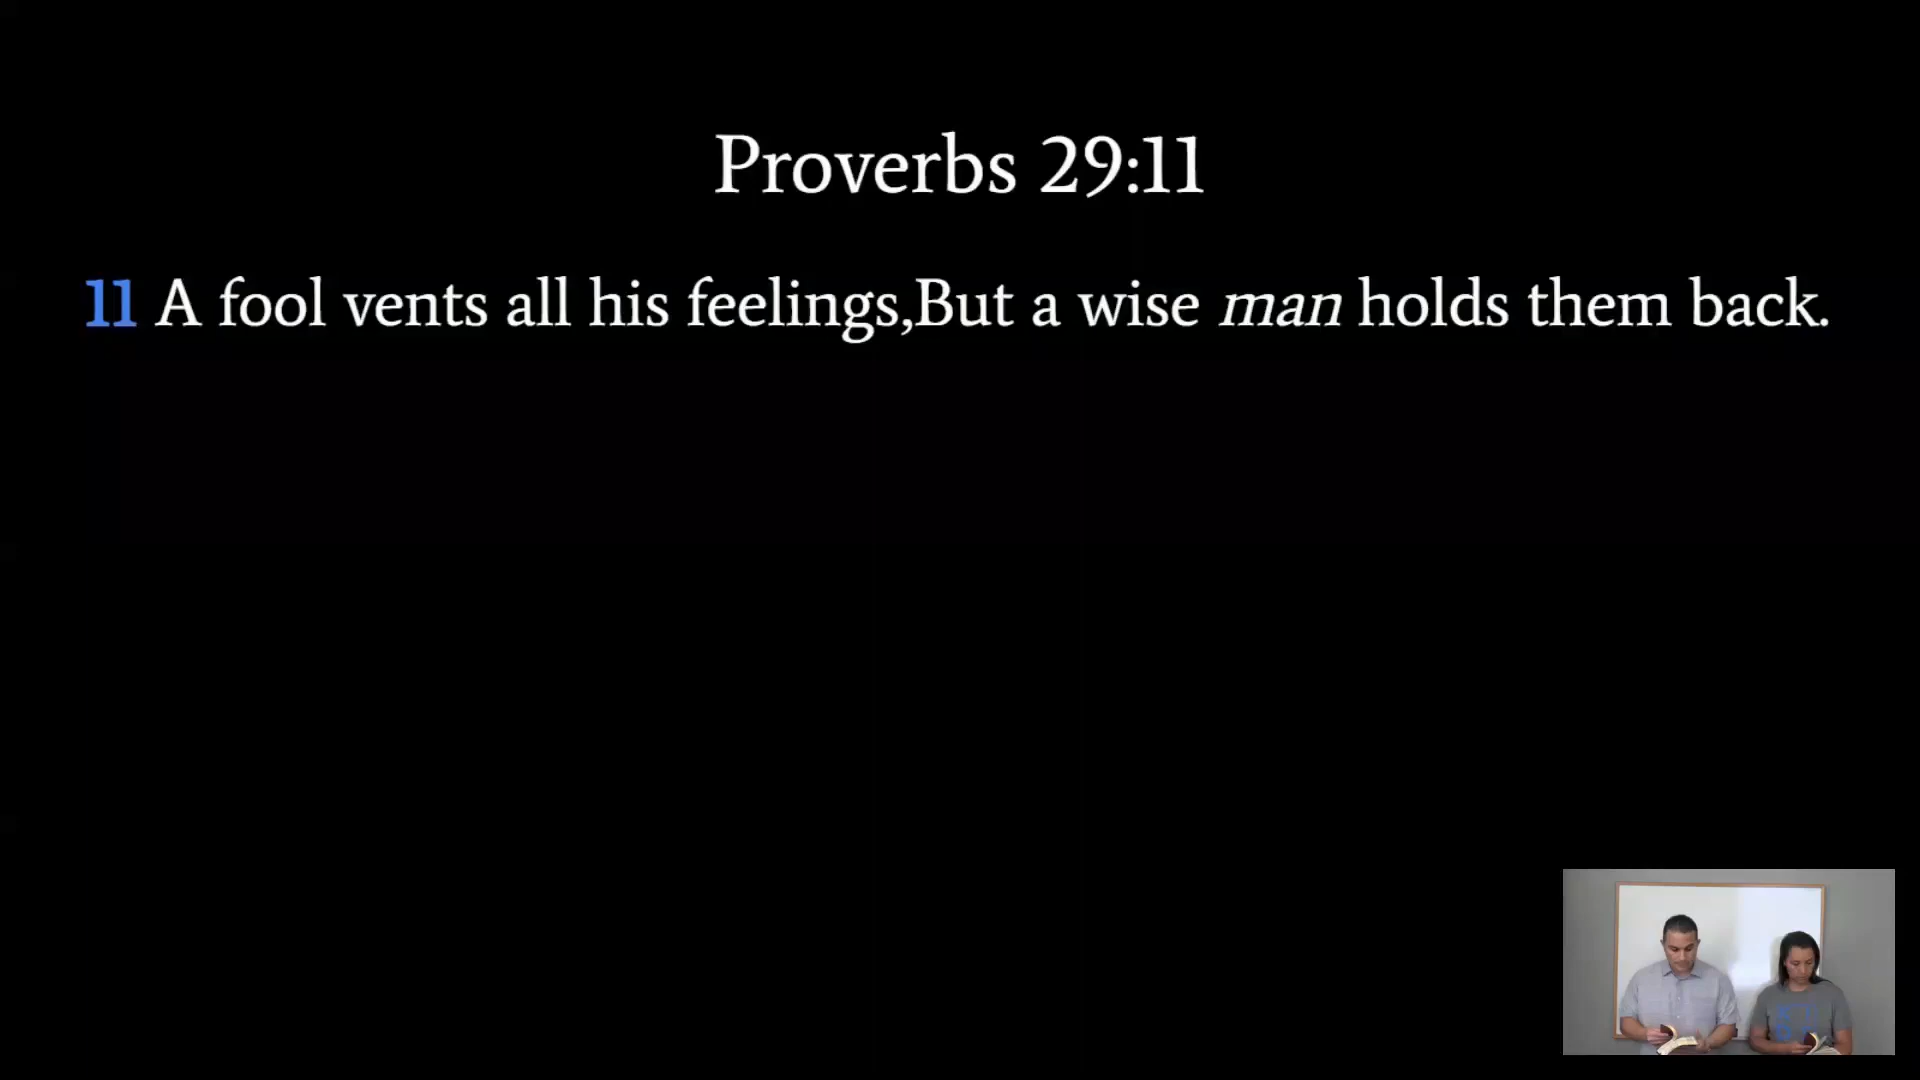 Proverbs 29:11
11 A fool vents all his feelings,But a wise man holds them back.